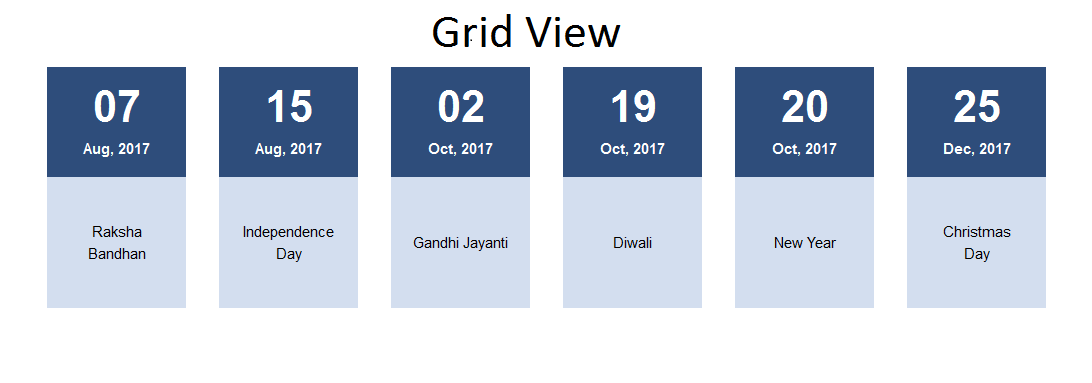 Grid View
07
Aug, 2017
Raksha
Bandhan
15
Aug, 2017
Independence
Day
02
Oct, 2017
Gandhi Jayanti
19
Oct, 2017
Diwali
20
Oct, 2017
New Year
25
Dec, 2017
Christmas
Day